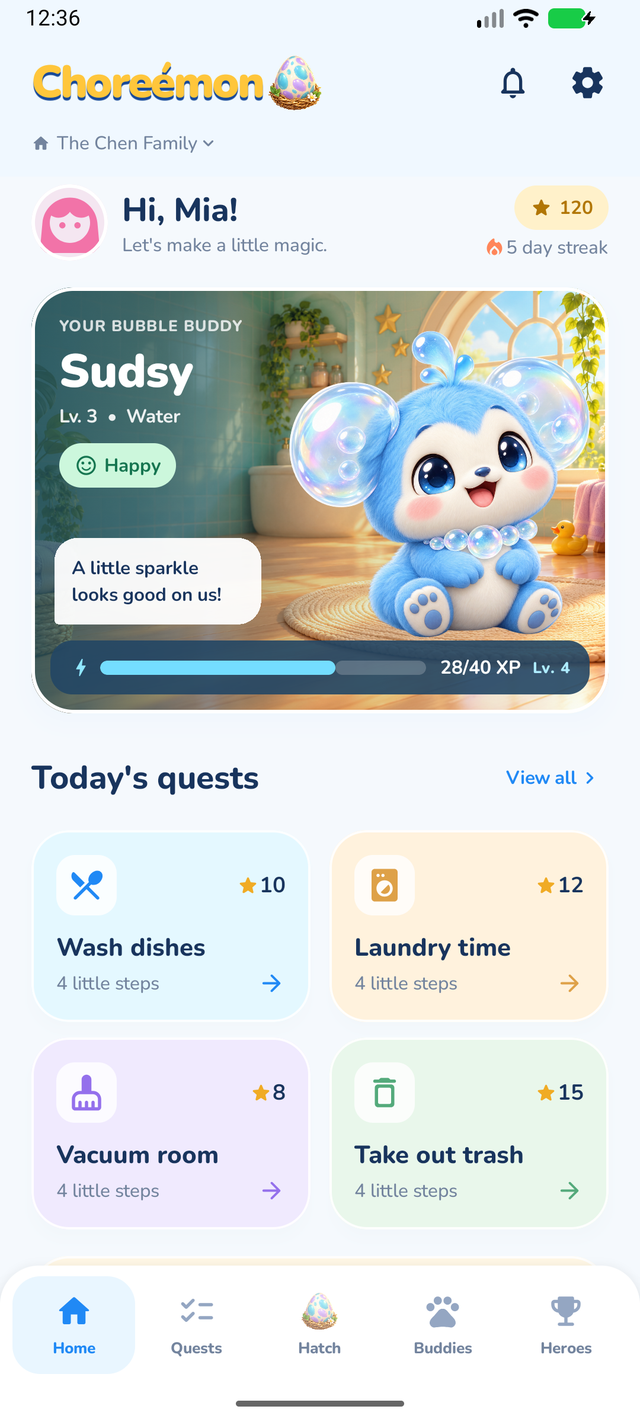 12:36
Choreémon
The Chen Family
Hi, Mia!
120
Let's make a little magic.
5 day streak
YOUR BUBBLE BUDDY
Sudsy
Lv. 3 • Water
Happy
A little sparkle
looks good on us!
28/40 XP Lv. 4
Today's quests
View all
10
Wash dishes
4 little steps
12
Laundry time
4 little steps
8
Vacuum room
4 little steps
15
Take out trash
4 little steps
Home
Quests
Hatch
Buddies
Heroes